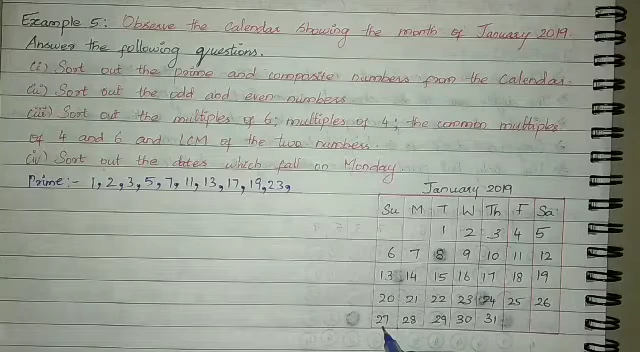 Example 5: Observe the Calendar showing the month of January 2019.
Answer the following questions.
(i) Sort out the prime and composite numbers from the Calendar.
(ii) Sort out the odd and even numbers.
(iii) Sort out the multiples of 6; multiples of 4; the common multiples
of 4 and 6 and LCM of the two numbers.
(iv) Sort out the dates which fall on Monday.
Prime:- 1, 2, 3, 5, 7, 11, 13, 17, 19, 23,
January 2019
Su M T W Th F Sa
1 2 3 4 5
6 7 8 9 10 11 12
13 14 15 16 17 18 19
20 21 22 23 24 25 26
27 28 29 30 31